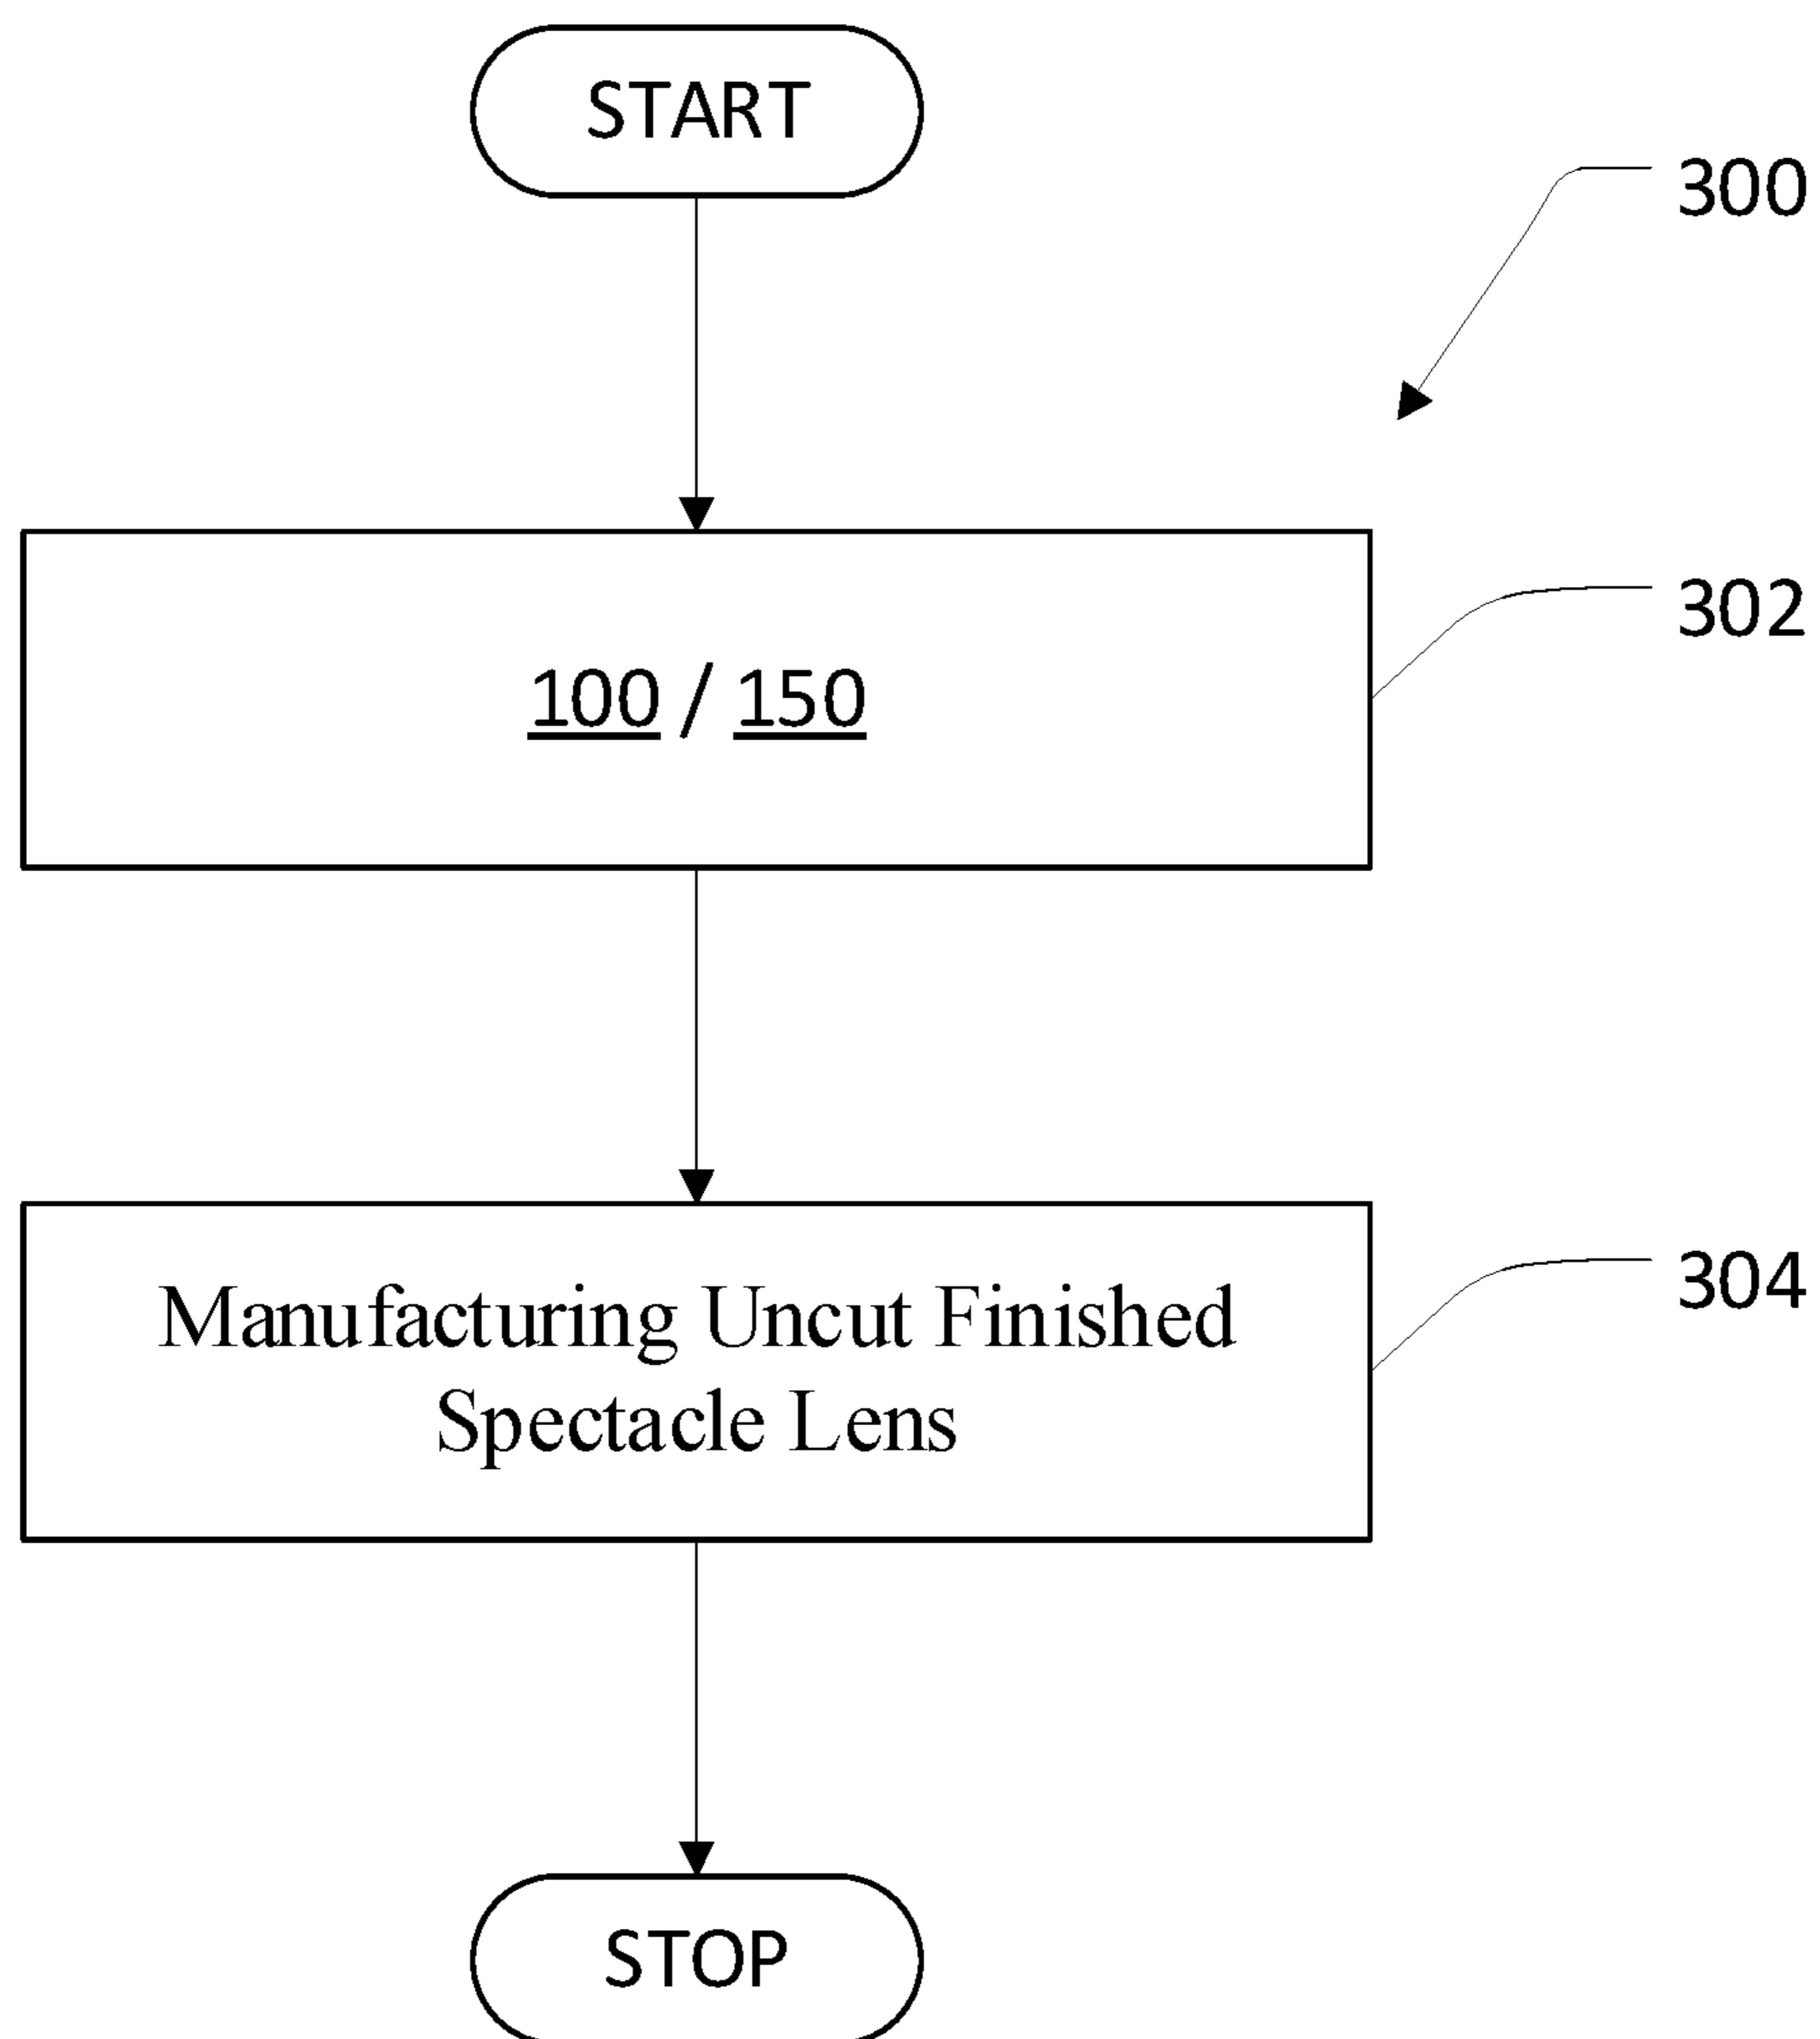 START
300
302
100 / 150
304
Manufacturing Uncut Finished
Spectacle Lens
STOP